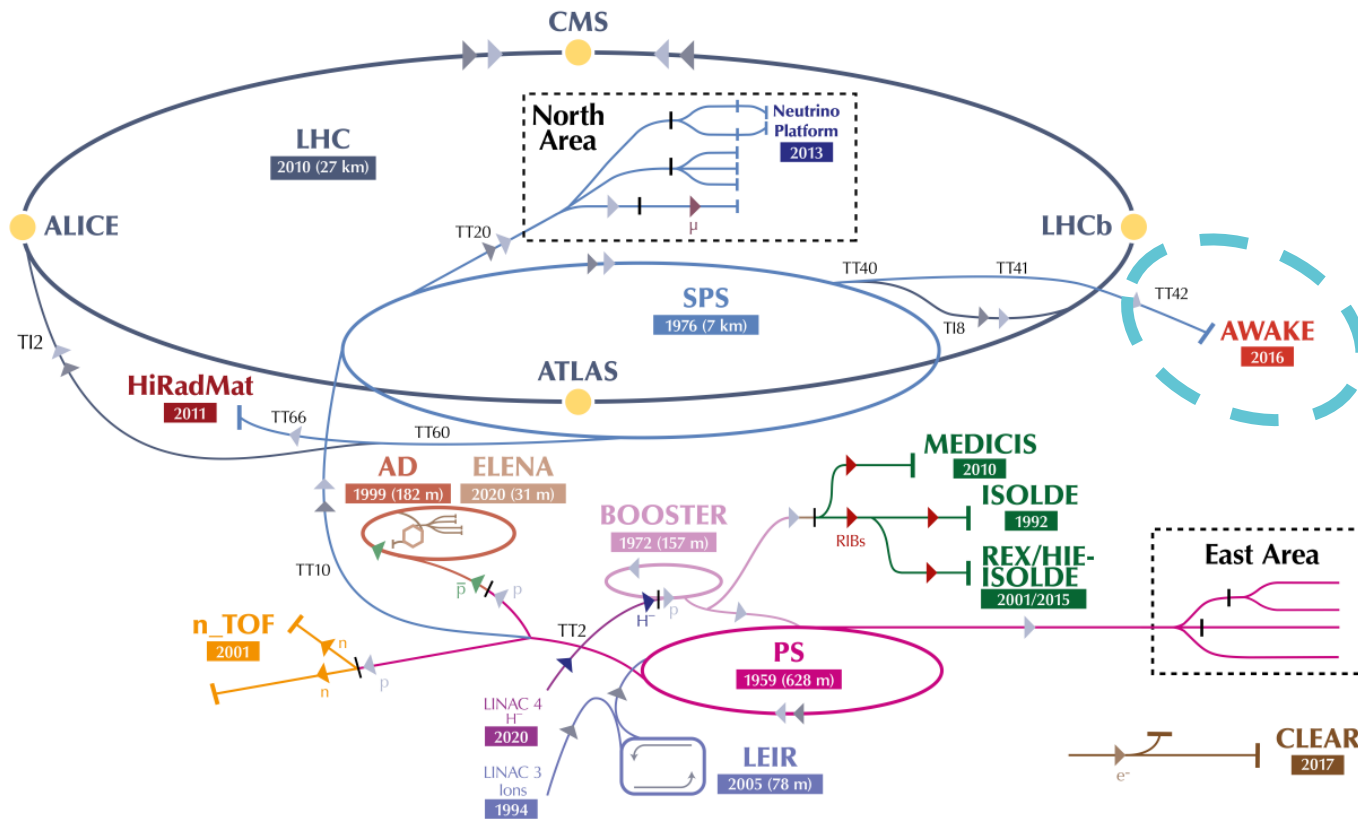 CMS
North
Area
Neutrino
Platform
2013
LHC
2010 (27 km)
μ
ALICE
LHCb
TT20
TT40
TT41
TT42
SPS
1976 (7 km)
TI8
AWAKE
2016
TI2
HiRadMat
2011
ATLAS
TT66
TT60
AD
1999 (182 m)
ELENA
2020 (31 m)
MEDICIS
2010
BOOSTER
1972 (157 m)
ISOLDE
1992
RIBs
REX/HIE-
ISOLDE
2001/2015
East Area
TT10
p̅
p
H⁻
p
TT2
n_TOF
2001
n
n
p
PS
1959 (628 m)
LINAC 4
H⁻
2020
LINAC 3
Ions
1994
LEIR
2005 (78 m)
e-
CLEAR
2017